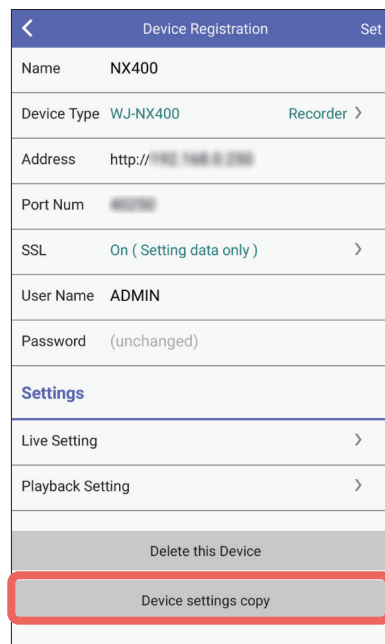 Device Registration Set
Name NX400
Device Type WJ-NX400 Recorder
Address http://
Port Num
SSL On ( Setting data only )
User Name ADMIN
Password (unchanged)
Settings
Live Setting
Playback Setting
Delete this Device
Device settings copy